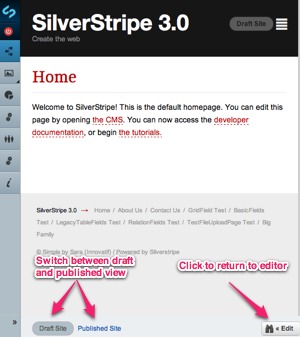 SilverStripe 3.0
Create the web
Draft Site
Home
Welcome to SilverStripe! This is the default homepage. You can edit this
page by opening the CMS. You can now access the developer
documentation, or begin the tutorials.
SilverStripe 3.0 → Home / About Us / Contact Us / GridField Test / BasicFields
Test / LegacyTableFields Test / RelationFields Test / TestFileUploadPage Test / Big
Family
© Simple by Sara (Innovatif) / Powered by Silverstripe
Switch between draft
and published view
Click to return to editor
» Draft Site Published Site « Edit